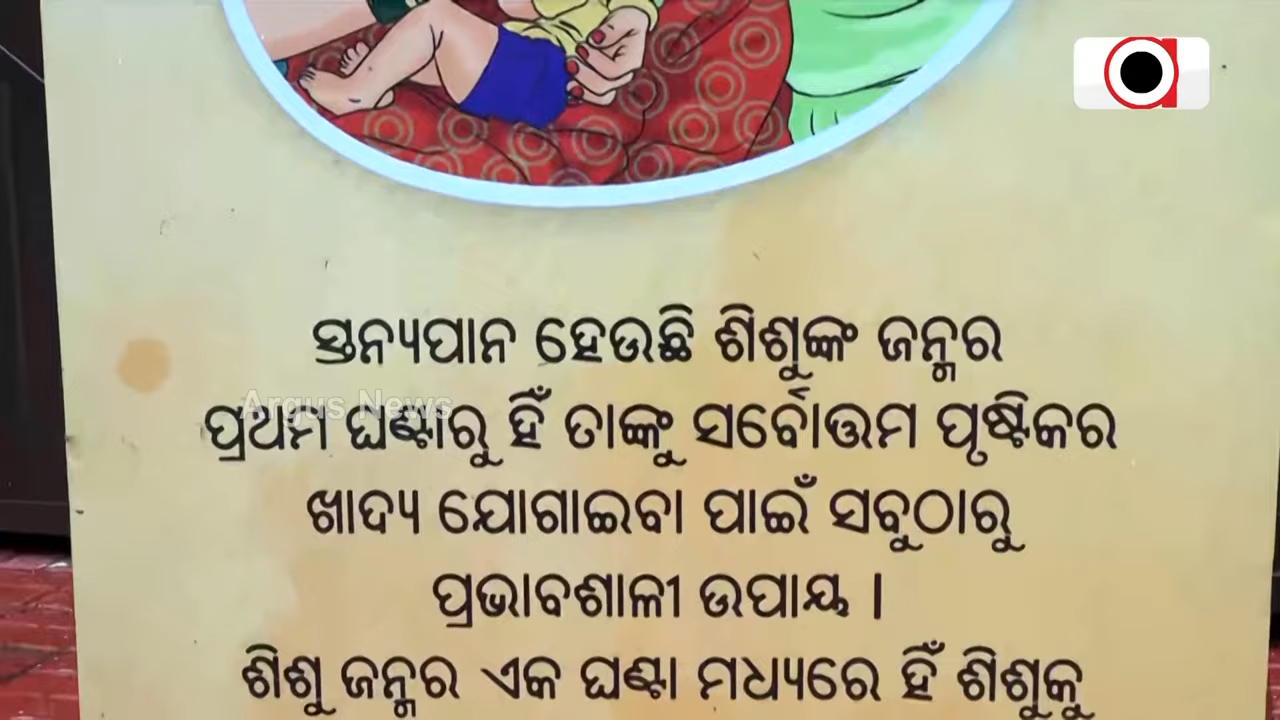 ସ୍ତନ୍ୟପାନ ହେଉଛି ଶିଶୁଙ୍କ ଜନ୍ମର
Argus News
ପ୍ରଥମ ଘଣ୍ଟାରୁ ହିଁ ତାଙ୍କୁ ସର୍ବୋତ୍ତମ ପୃଷ୍ଟିକର
ଖାଦ୍ୟ ଯୋଗାଇବା ପାଇଁ ସବୁଠାରୁ
ପ୍ରଭାବଶାଳୀ ଉପାୟ ।
ଶିଶୁ ଜନ୍ମର ଏକ ଘଣ୍ଟା ମଧ୍ୟରେ ହିଁ ଶିଶୁକୁ